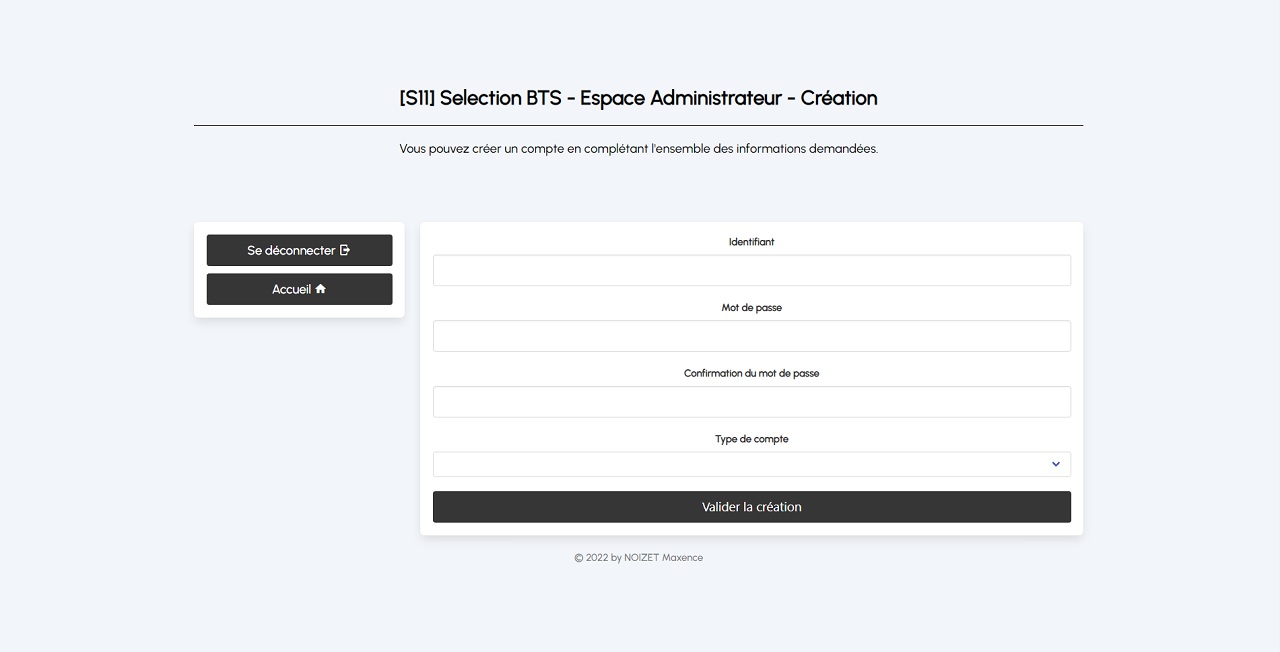 [S11] Selection BTS - Espace Administrateur - Création
Vous pouvez créer un compte en complétant l'ensemble des informations demandées.
Se déconnecter
Accueil
Identifiant
Mot de passe
Confirmation du mot de passe
Type de compte
Valider la création
© 2022 by NOIZET Maxence